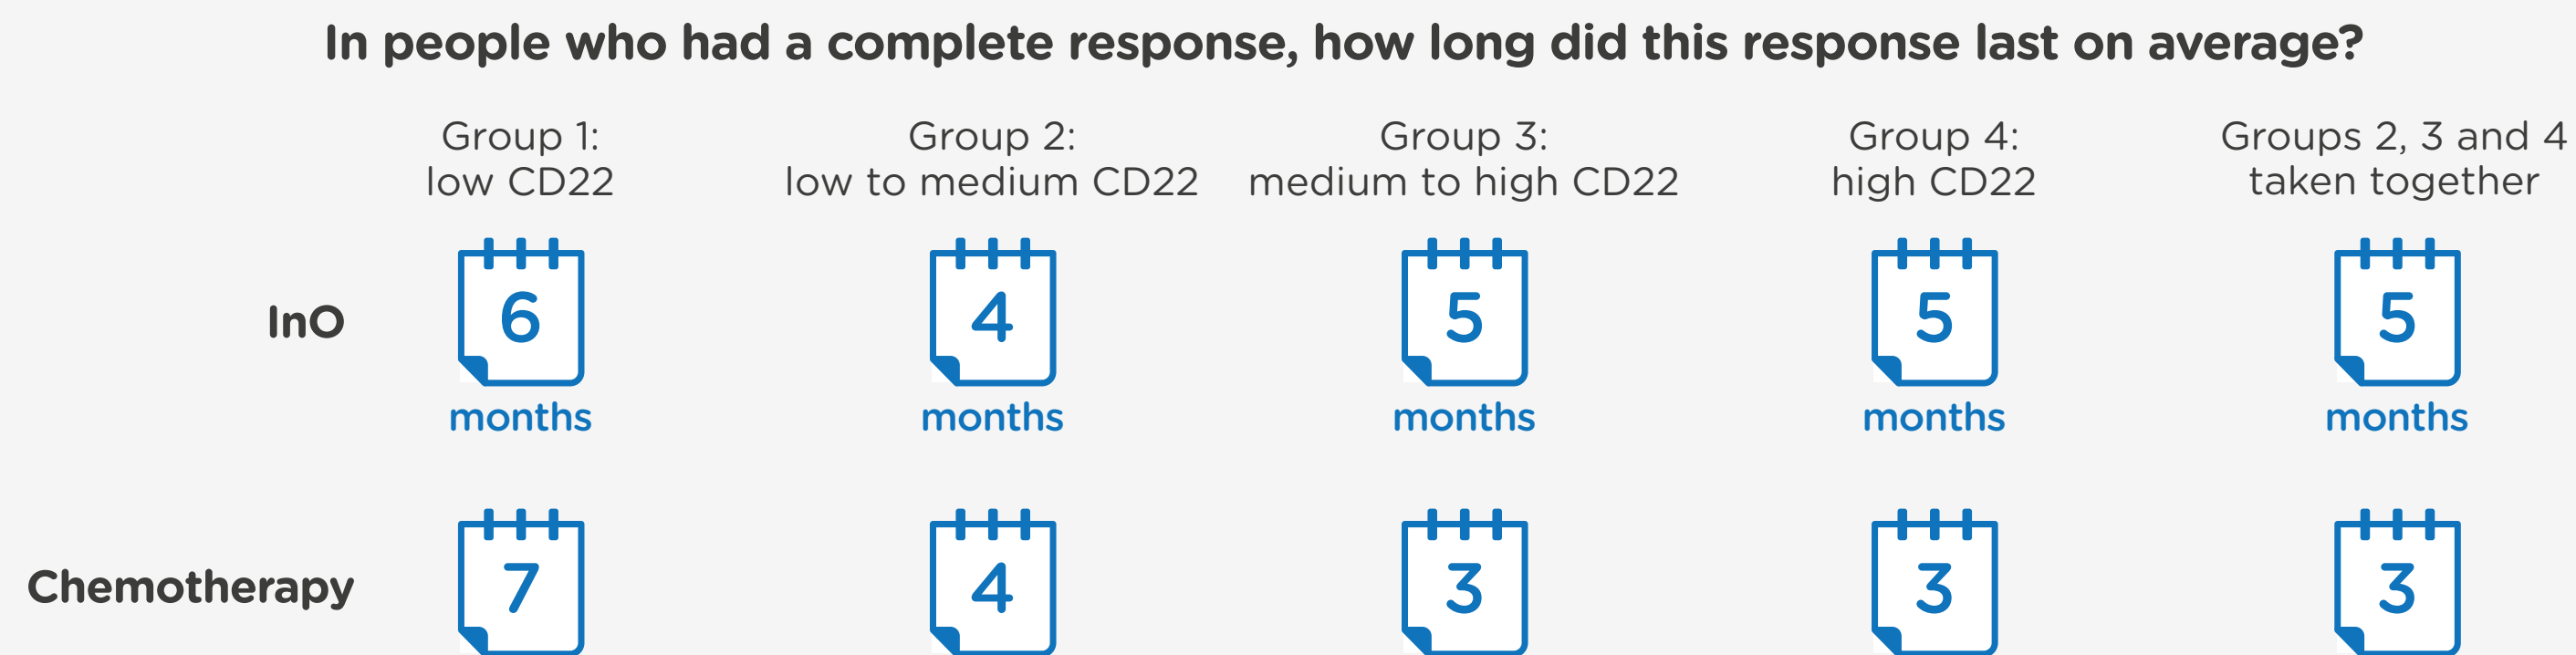 In people who had a complete response, how long did this response last on average?
Group 1:
low CD22
Group 2:
low to medium CD22
Group 3:
medium to high CD22
Group 4:
high CD22
Groups 2, 3 and 4
taken together
InO
6
4
5
5
5
months
months
months
months
months
Chemotherapy
7
4
3
3
3